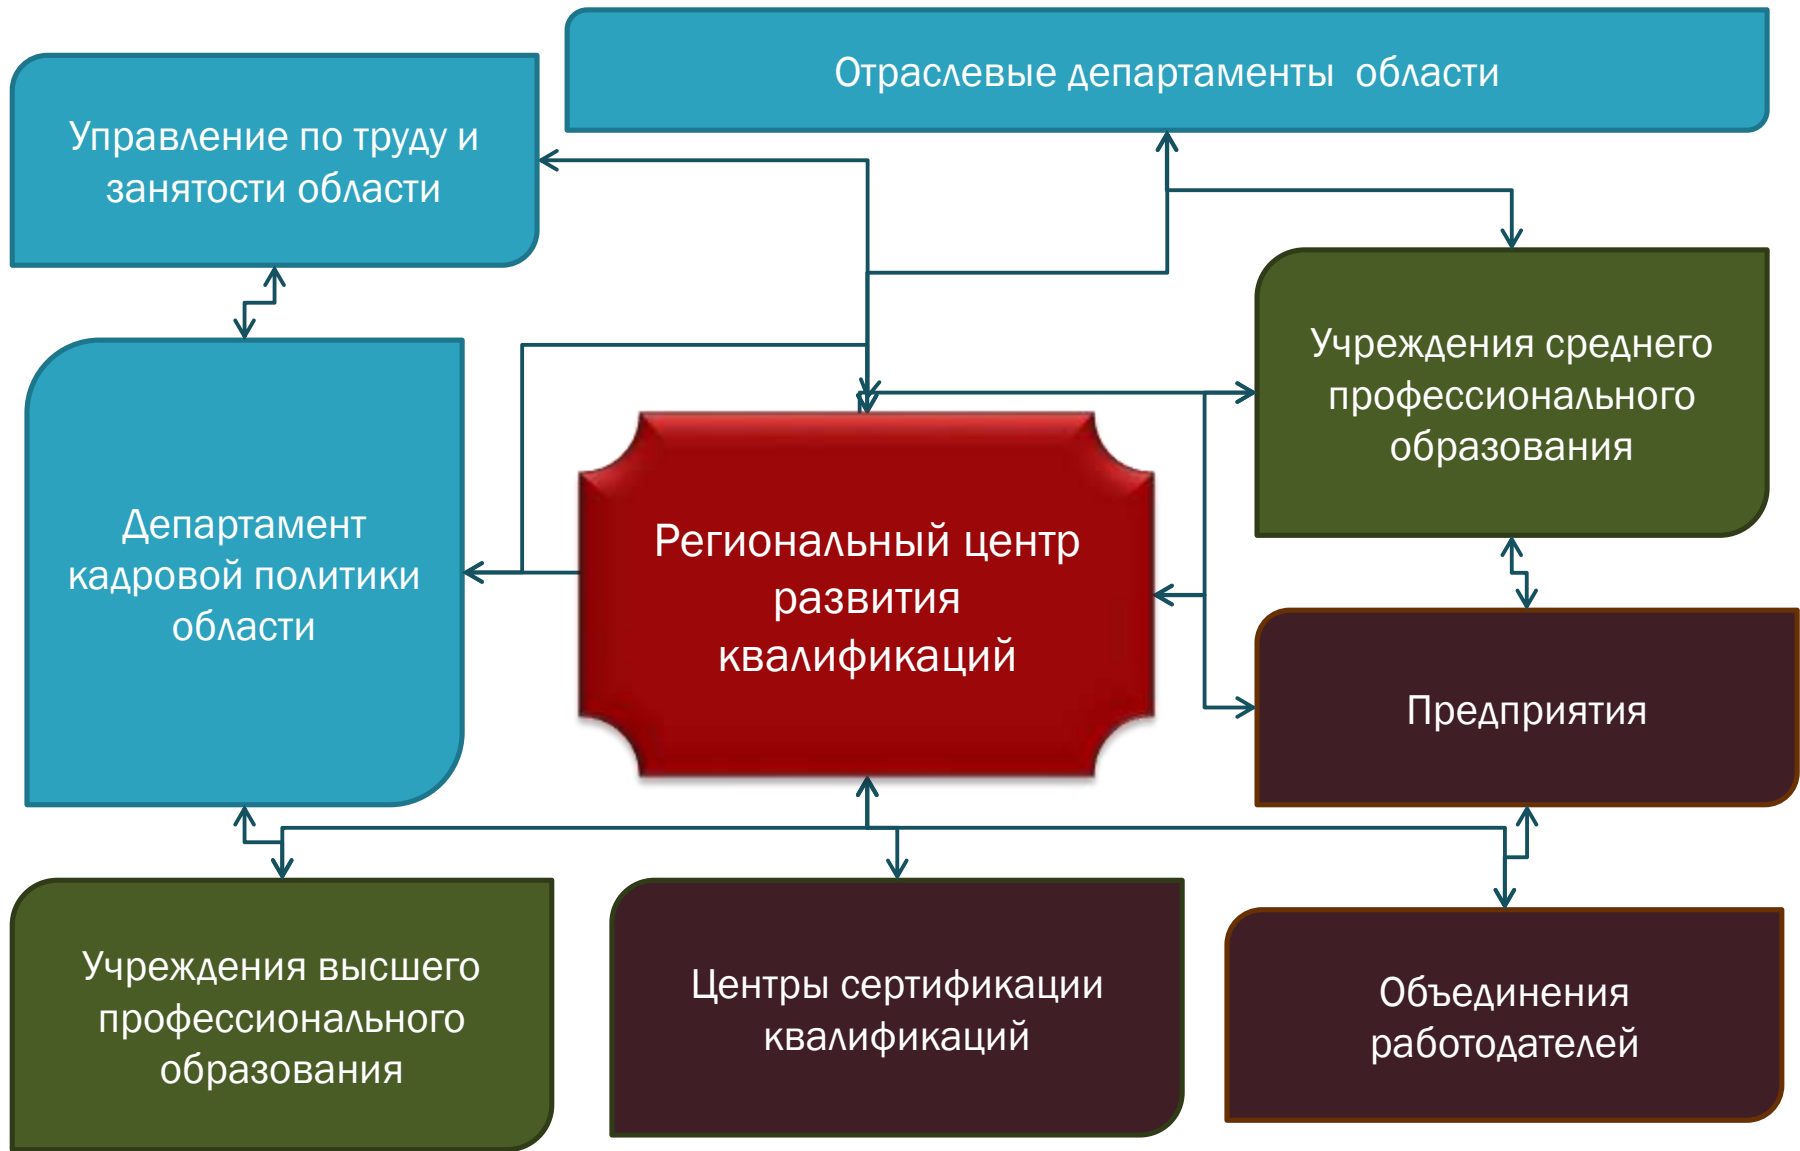 Отраслевые департаменты  области
Управление по труду и
занятости области
Учреждения среднего
профессионального
образования
Департамент
кадровой политики
области
Региональный центр
развития
квалификаций
Предприятия
Учреждения высшего
профессионального
образования
Центры сертификации
квалификаций
Объединения
работодателей